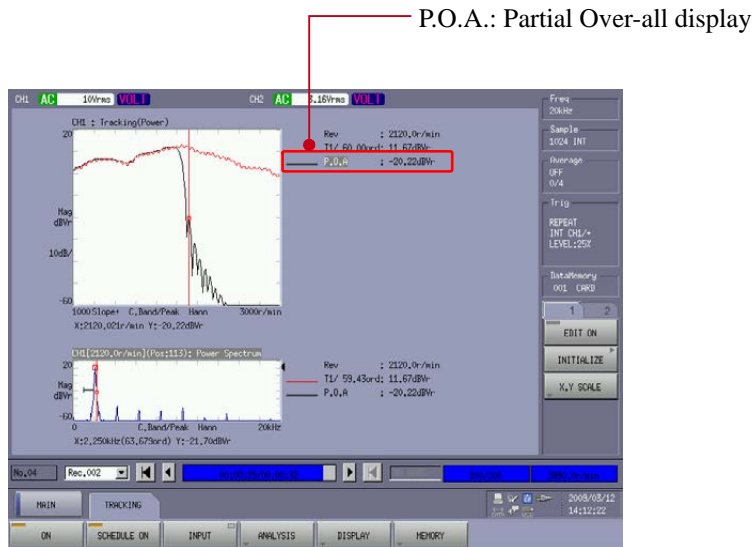 P.O.A.: Partial Over-all display
CH1 AC 10Vrms VOLT CH2 AC 3.16Vrms VOLT
CH1 : Tracking(Power)
20
Mag
dBVr
10dB/
-60
1000 Slope+ C.Band/Peak Hann 3000r/min
X:2120.021r/min Y:-20.22dBVr
Rev : 2120.0r/min
T1/ 60.00ord: 11.67dBVr
P.O.A : -20.22dBVr
CH1[2120.0r/min](Pos:113): Power Spectrum
20
Mag
dBVr
-60
0 C.Band/Peak Hann 20kHz
X:2.250kHz(63.679ord) Y:-21.70dBVr
Rev : 2120.0r/min
T1/ 59.43ord: 11.67dBVr
P.O.A : -20.22dBVr
Freq
20kHz
Sample
1024 INT
Average
OFF
0/4
Trig
REPEAT
INT CH1/+
LEVEL:25%
DataMemory
001 CARD
1 2
EDIT ON
INITIALIZE
X,Y SCALE
No.04 Rec.002
MAIN TRACKING
2008/03/12
14:12:22
ON SCHEDULE ON INPUT ANALYSIS DISPLAY MEMORY